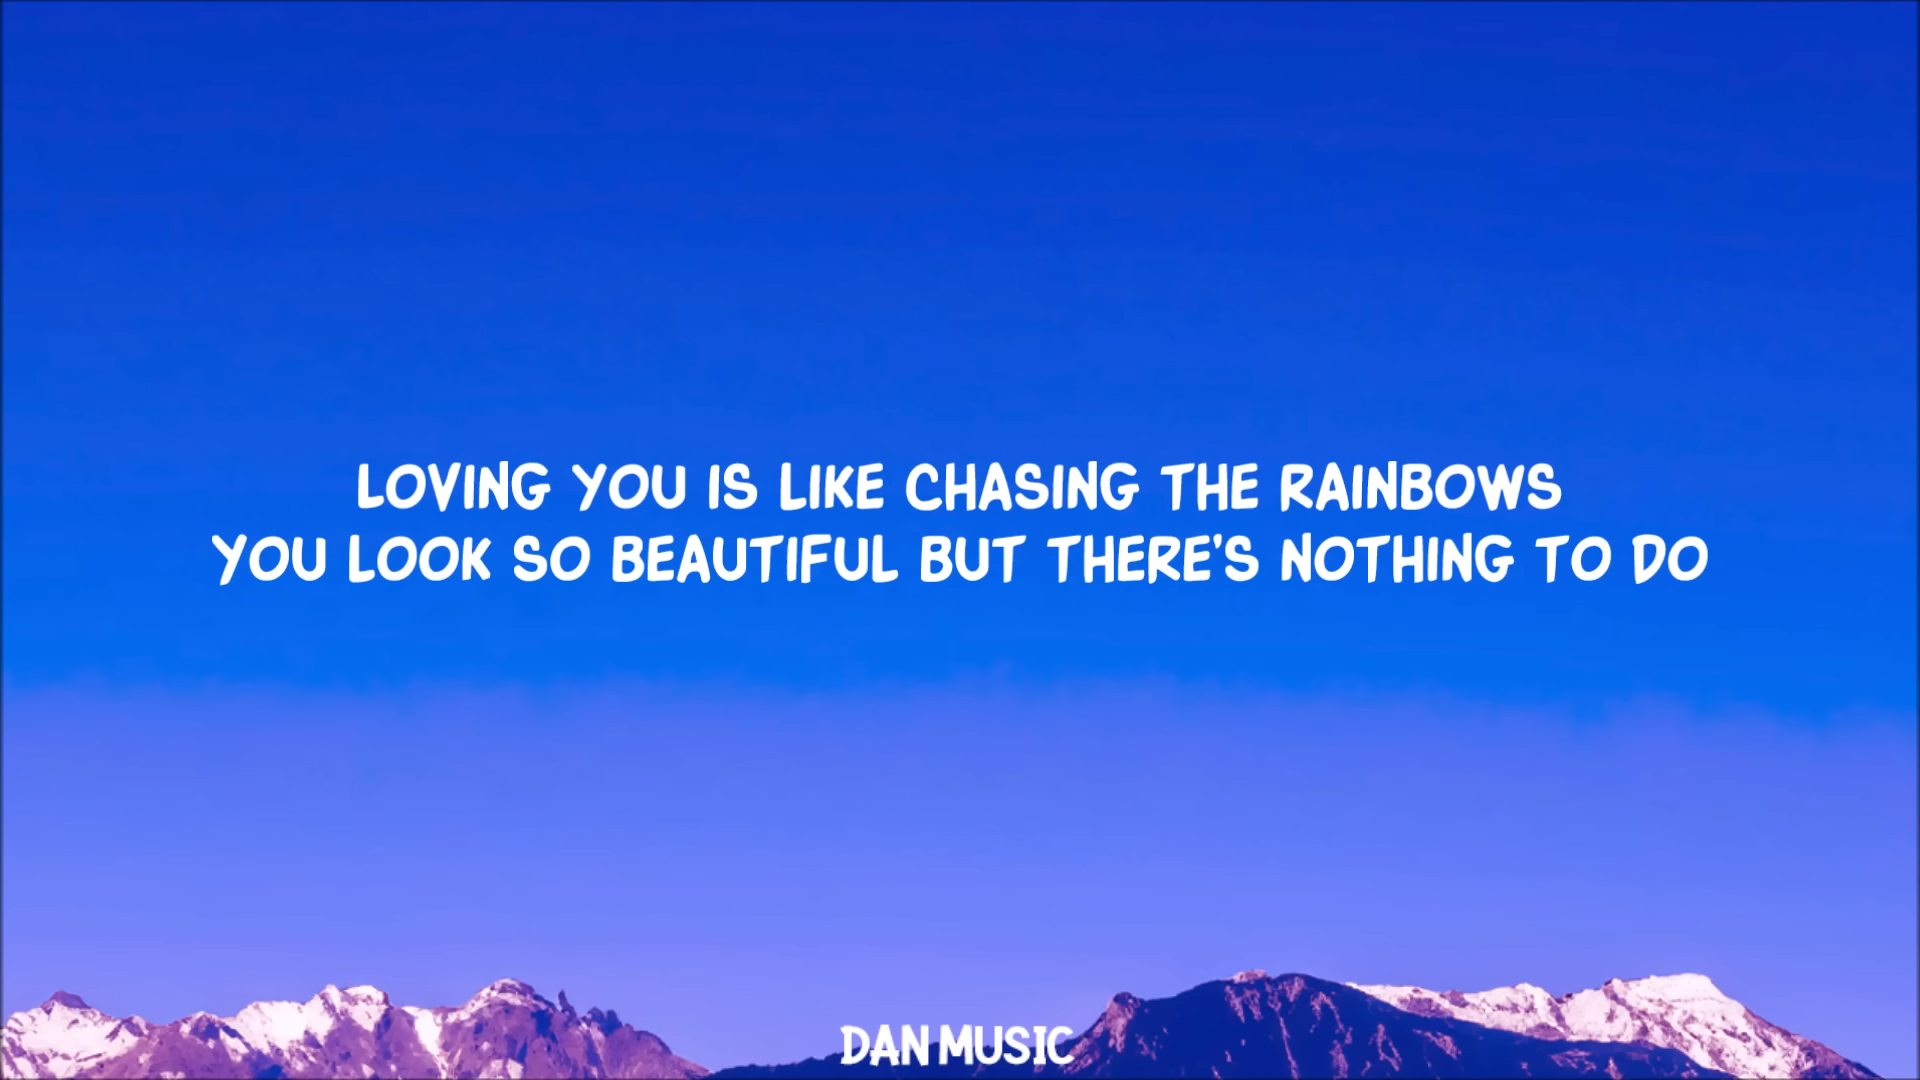 LOVING YOU IS LIKE CHASING THE RAINBOWS
YOU LOOK SO BEAUTIFUL BUT THERE'S NOTHING TO DO
DAN MUSIC